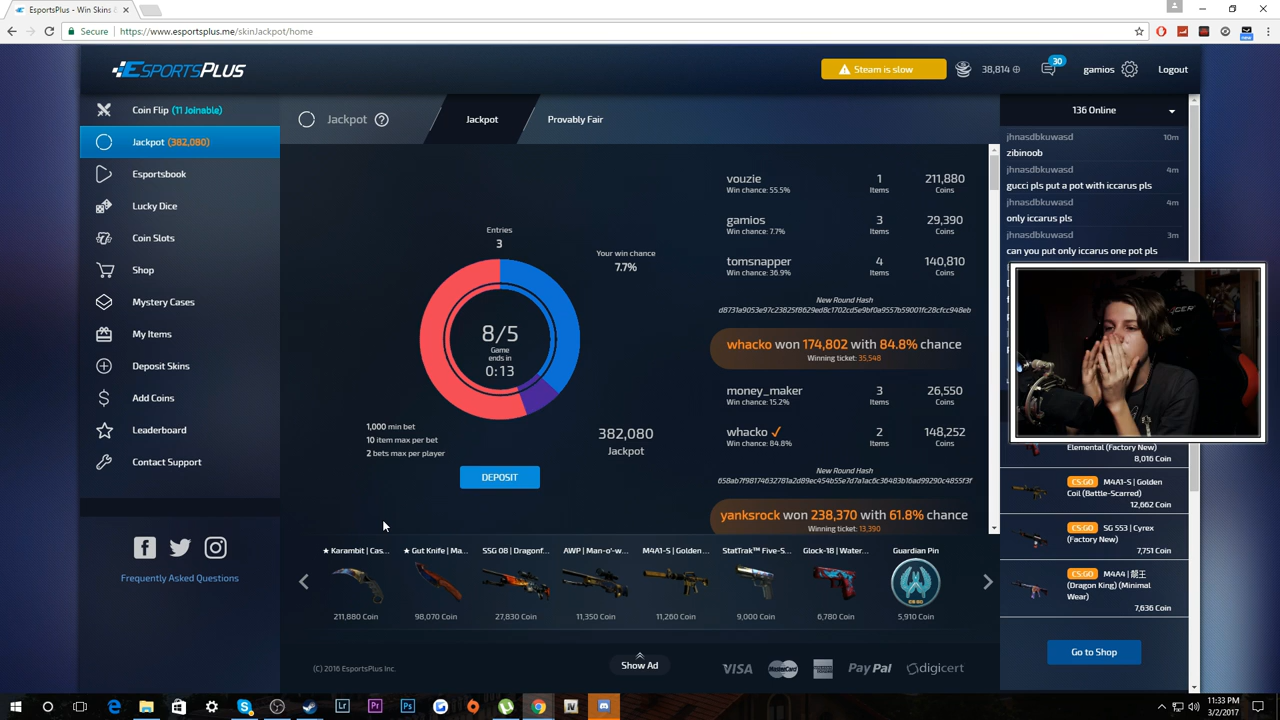 EsportsPlus - Win Skins &
Secure
https://www.esportsplus.me/skinJackpot/home
new
ESPORTSPLUS
Steam is slow
38,814
30
gamios
Logout
Coin Flip (11 Joinable)
Jackpot (382,080)
Esportsbook
Lucky Dice
Coin Slots
Shop
Mystery Cases
My Items
Deposit Skins
Add Coins
Leaderboard
Contact Support
Frequently Asked Questions
Jackpot ?
Jackpot
Provably Fair
Entries
3
Your win chance
7.7%
8/5
Game
ends in
0:13
1,000 min bet
10 item max per bet
2 bets max per player
382,080
Jackpot
DEPOSIT
vouzie 1 211,880
Win chance: 55.5% Items Coins
gamios 3 29,390
Win chance: 7.7% Items Coins
tomsnapper 4 140,810
Win chance: 36.9% Items Coins
New Round Hash
d8731a9053e97c23825f8629ed8c1702cd5e9bf0a9557b59001fc28cfcc948eb
whacko won 174,802 with 84.8% chance
Winning ticket: 35,548
money_maker 3 26,550
Win chance: 15.2% Items Coins
whacko ✓ 2 148,252
Win chance: 84.8% Items Coins
New Round Hash
658ab7f98174632781a2d89ec454b55e7d7a1ac6c36483b16ad99290c4855f3f
yanksrock won 238,370 with 61.8% chance
Winning ticket: 13,390
★ Karambit | Cas...
211,880 Coin
★ Gut Knife | Ma...
98,070 Coin
SSG 08 | Dragonf...
27,830 Coin
AWP | Man-o'-w...
11,350 Coin
M4A1-S | Golden...
11,260 Coin
StatTrak™ Five-S...
9,000 Coin
Glock-18 | Water...
6,780 Coin
Guardian Pin
5,910 Coin
(C) 2016 EsportsPlus Inc.
Show Ad
VISA
MasterCard
PayPal
digicert
136 Online
jhnasdbkuwasd 10m
zibinoob
jhnasdbkuwasd 4m
gucci pls put a pot with iccarus pls
jhnasdbkuwasd 4m
only iccarus pls
jhnasdbkuwasd 3m
can you put only iccarus one pot pls
Elemental (Factory New)
8,016 Coin
CS:GO M4A1-S | Golden
Coil (Battle-Scarred)
12,662 Coin
CS:GO SG 553 | Cyrex
(Factory New)
7,751 Coin
CS:GO M4A4 | 龍王
(Dragon King) (Minimal
Wear)
7,636 Coin
Go to Shop
11:33 PM
3/2/2017